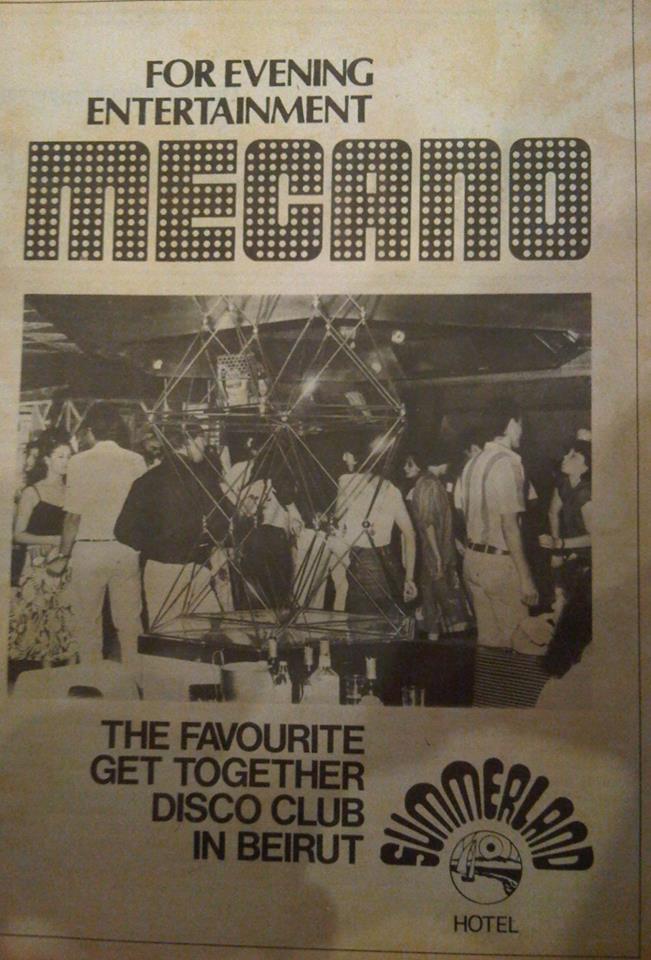 FOR EVENING
ENTERTAINMENT
MECANO
THE FAVOURITE
GET TOGETHER
DISCO CLUB
IN BEIRUT
SUMMERLAND
HOTEL